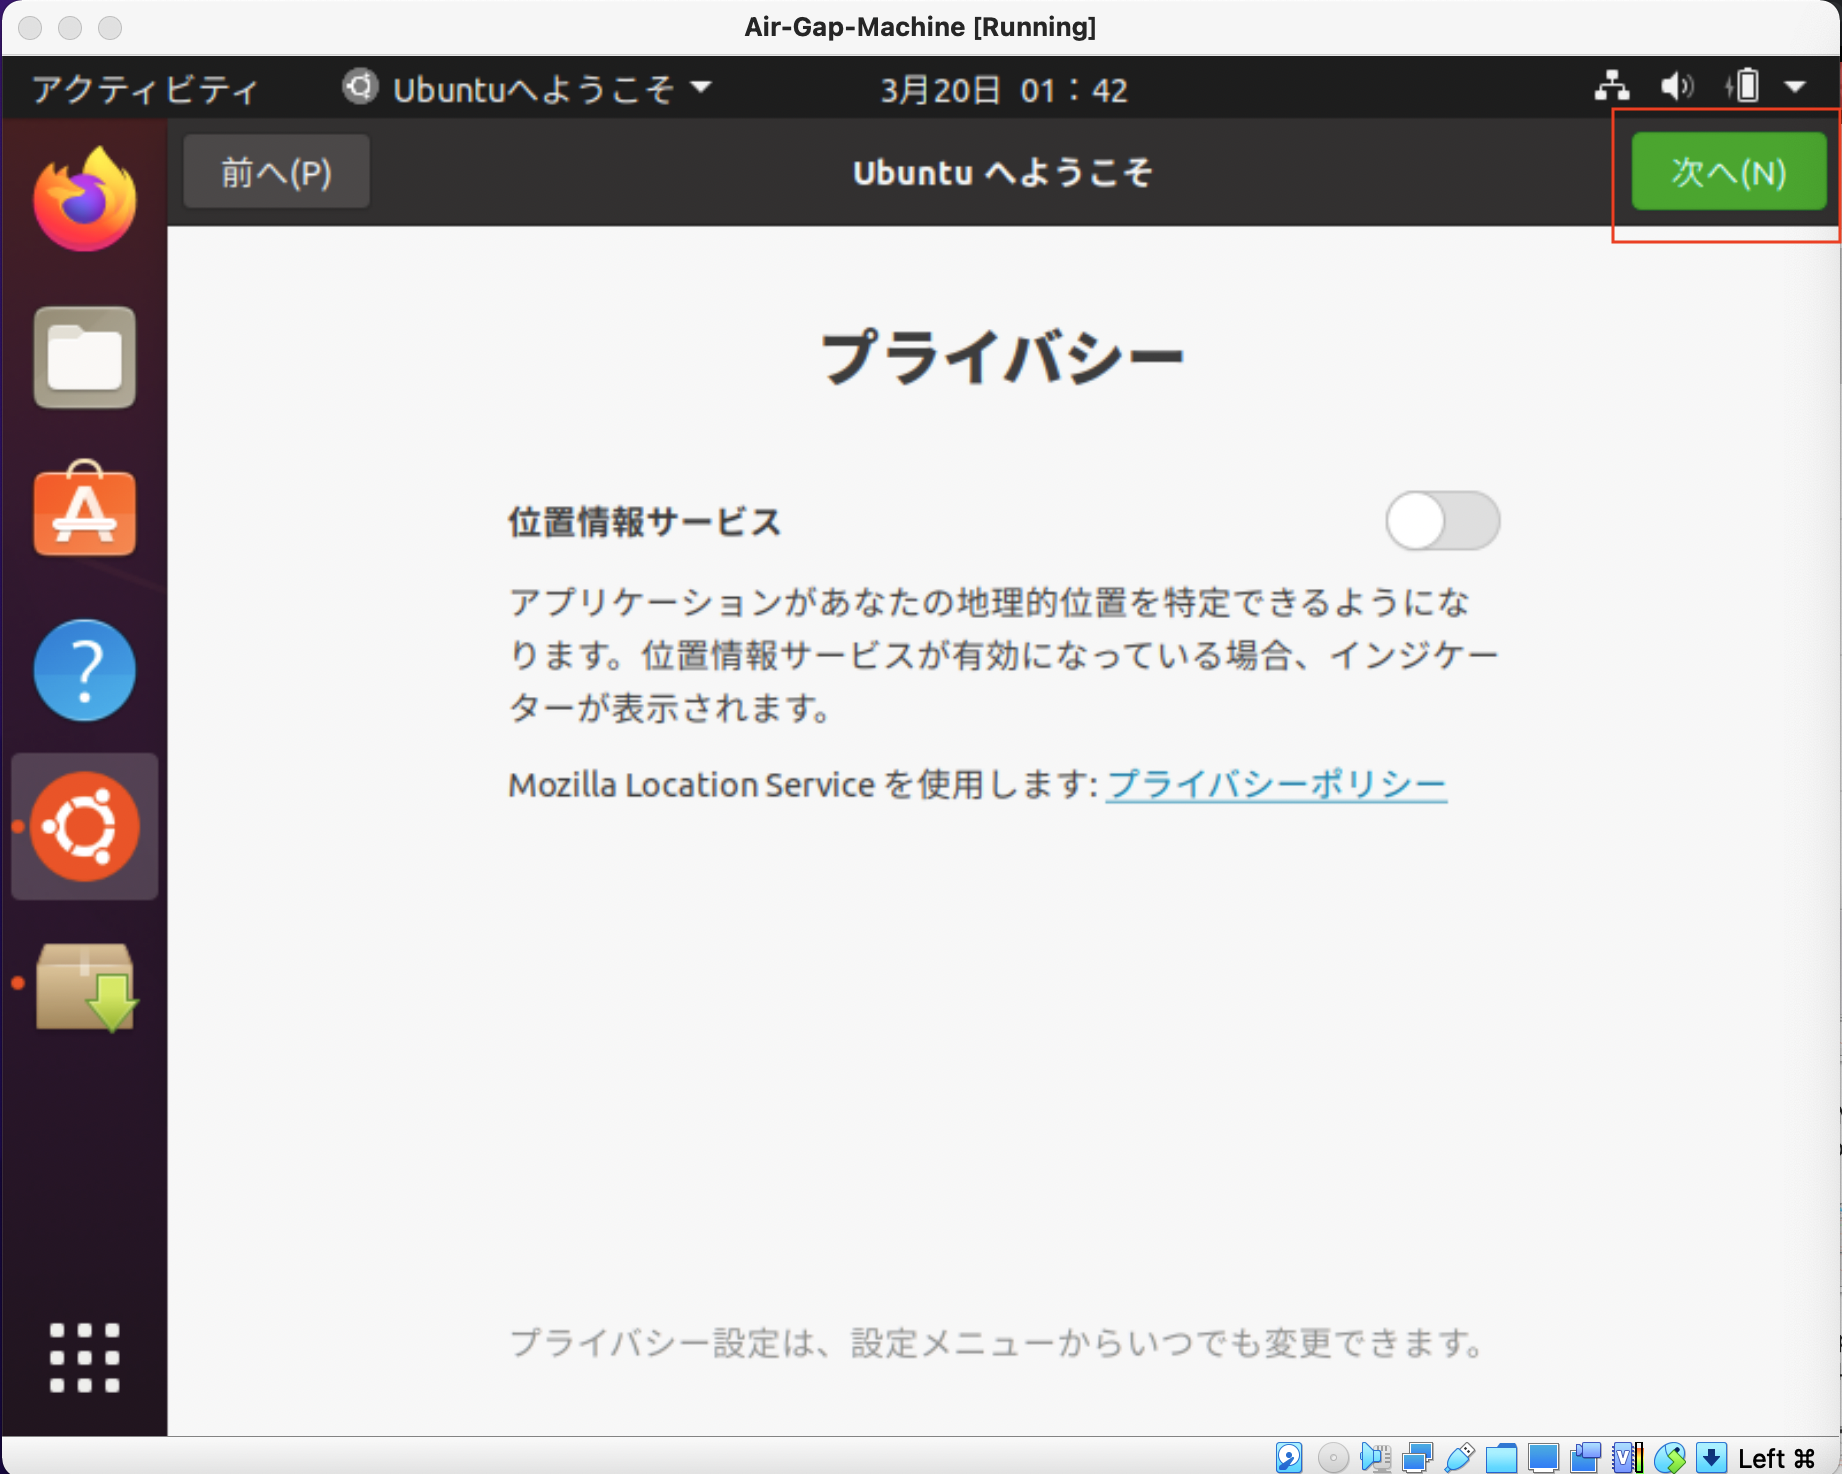 Air-Gap-Machine [Running]
アクティビティ Ubuntuへようこそ 3月20日 01：42
前へ(P) Ubuntu へようこそ 次へ(N)
プライバシー
位置情報サービス
アプリケーションがあなたの地理的位置を特定できるようにな
ります。位置情報サービスが有効になっている場合、インジケー
ターが表示されます。
Mozilla Location Service を使用します: プライバシーポリシー
プライバシー設定は、設定メニューからいつでも変更できます。
Left ⌘